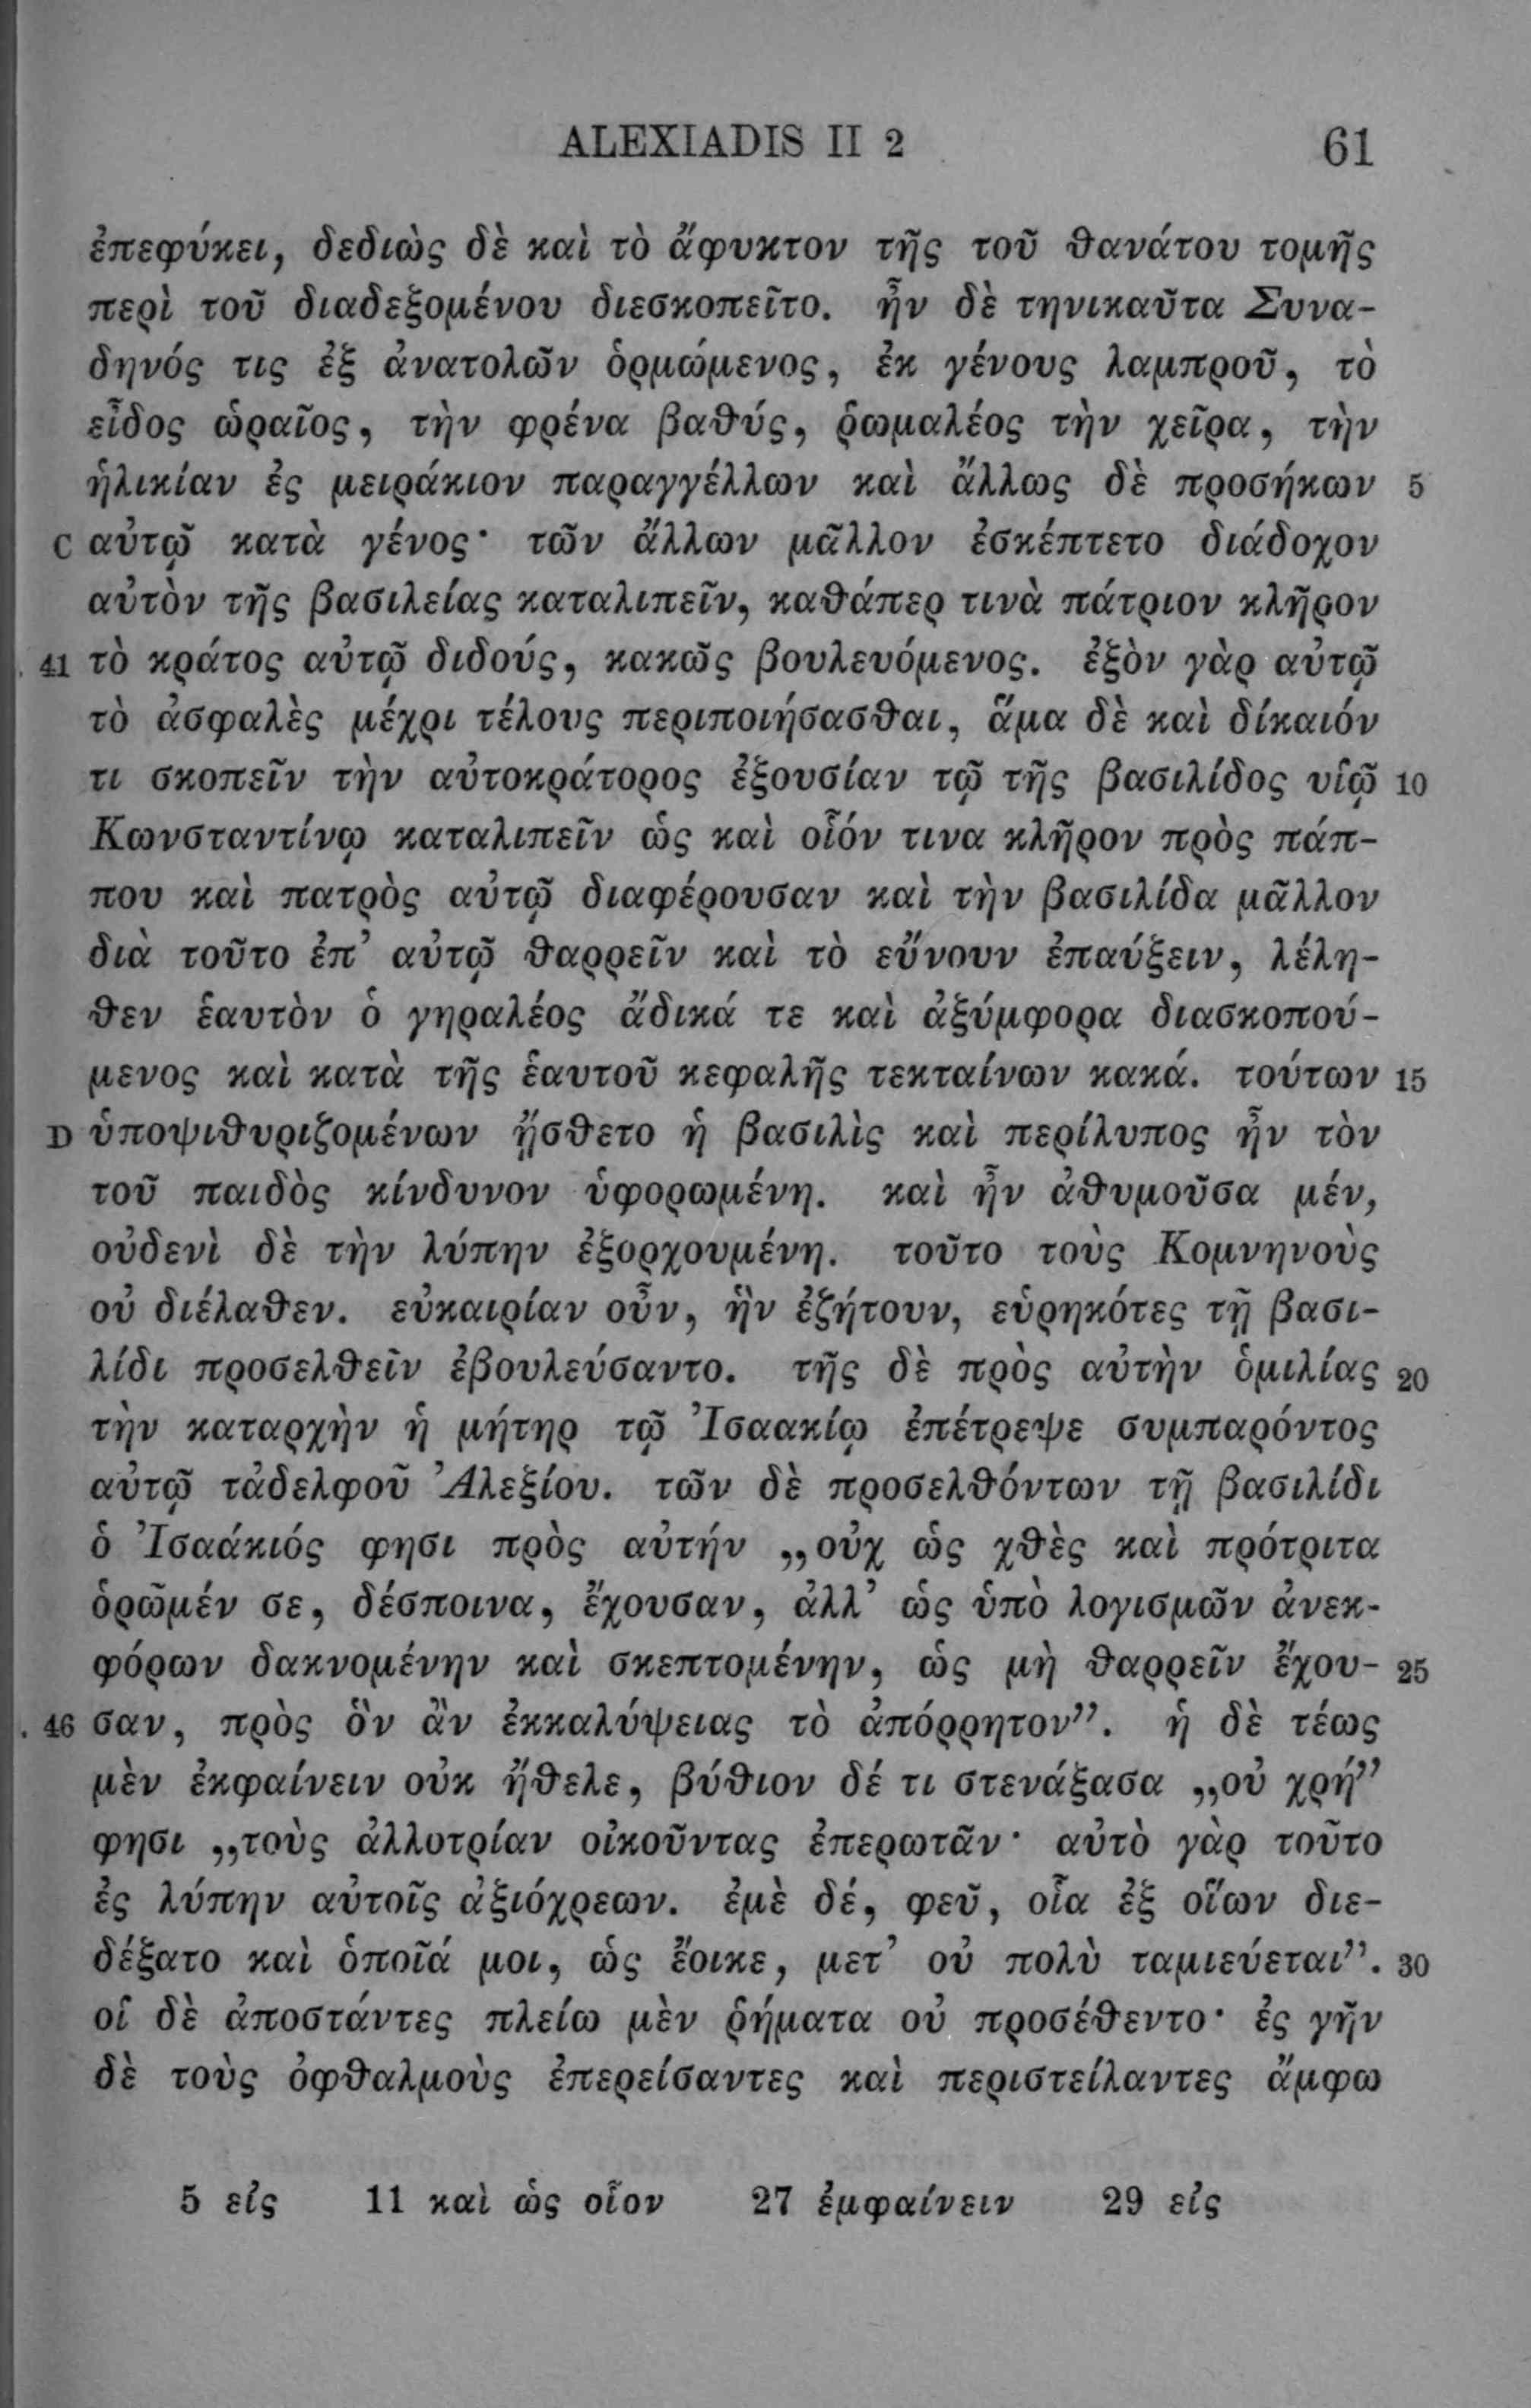 ALEXIADIS II 2 61
ἐπεφύκει, δεδιὼς δὲ καὶ τὸ ἄφυκτον τῆς τοῦ θανάτου τομῆς
περὶ τοῦ διαδεξομένου διεσκοπεῖτο. ἦν δὲ τηνικαῦτα Συνα-
δηνός τις ἐξ ἀνατολῶν ὁρμώμενος, ἐκ γένους λαμπροῦ, τὸ
εἶδος ὡραῖος, τὴν φρένα βαθύς, ῥωμαλέος τὴν χεῖρα, τὴν
ἡλικίαν ἐς μειράκιον παραγγέλλων καὶ ἄλλως δὲ προσήκων 5
C αὐτῷ κατὰ γένος· τῶν ἄλλων μᾶλλον ἐσκέπτετο διάδοχον
αὐτὸν τῆς βασιλείας καταλιπεῖν, καθάπερ τινὰ πάτριον κλῆρον
. 41 τὸ κράτος αὐτῷ διδούς, κακῶς βουλευόμενος. ἐξὸν γὰρ αὐτῷ
τὸ ἀσφαλὲς μέχρι τέλους περιποιήσασθαι, ἅμα δὲ καὶ δίκαιόν
τι σκοπεῖν τὴν αὐτοκράτορος ἐξουσίαν τῷ τῆς βασιλίδος υἱῷ 10
Κωνσταντίνῳ καταλιπεῖν ὡς καὶ οἷόν τινα κλῆρον πρὸς πάπ-
που καὶ πατρὸς αὐτῷ διαφέρουσαν καὶ τὴν βασιλίδα μᾶλλον
διὰ τοῦτο ἐπ’ αὐτῷ θαρρεῖν καὶ τὸ εὔνουν ἐπαύξειν, λέλη-
θεν ἑαυτὸν ὁ γηραλέος ἄδικά τε καὶ ἀξύμφορα διασκοπού-
μενος καὶ κατὰ τῆς ἑαυτοῦ κεφαλῆς τεκταίνων κακά. τούτων 15
D ὑποψιθυριζομένων ᾔσθετο ἡ βασιλὶς καὶ περίλυπος ἦν τὸν
τοῦ παιδὸς κίνδυνον ὑφορωμένη. καὶ ἦν ἀθυμοῦσα μέν,
οὐδενὶ δὲ τὴν λύπην ἐξορχουμένη. τοῦτο τοὺς Κομνηνοὺς
οὐ διέλαθεν. εὐκαιρίαν οὖν, ἣν ἐζήτουν, εὑρηκότες τῇ βασι-
λίδι προσελθεῖν ἐβουλεύσαντο. τῆς δὲ πρὸς αὐτὴν ὁμιλίας 20
τὴν καταρχὴν ἡ μήτηρ τῷ Ἰσαακίῳ ἐπέτρεψε συμπαρόντος
αὐτῷ τἀδελφοῦ Ἀλεξίου. τῶν δὲ προσελθόντων τῇ βασιλίδι
ὁ Ἰσαάκιός φησι πρὸς αὐτήν „οὐχ ὡς χθὲς καὶ πρότριτα
ὁρῶμέν σε, δέσποινα, ἔχουσαν, ἀλλ’ ὡς ὑπὸ λογισμῶν ἀνεκ-
φόρων δακνομένην καὶ σκεπτομένην, ὡς μὴ θαρρεῖν ἔχου- 25
. 46 σαν, πρὸς ὃν ἂν ἐκκαλύψειας τὸ ἀπόρρητον”. ἡ δὲ τέως
μὲν ἐκφαίνειν οὐκ ἤθελε, βύθιον δέ τι στενάξασα „οὐ χρή”
φησι „τοὺς ἀλλοτρίαν οἰκοῦντας ἐπερωτᾶν· αὐτὸ γὰρ τοῦτο
ἐς λύπην αὐτοῖς ἀξιόχρεων. ἐμὲ δέ, φεῦ, οἷα ἐξ οἵων διε-
δέξατο καὶ ὁποῖά μοι, ὡς ἔοικε, μετ’ οὐ πολὺ ταμιεύεται”. 30
οἱ δὲ ἀποστάντες πλείω μὲν ῥήματα οὐ προσέθεντο· ἐς γῆν
δὲ τοὺς ὀφθαλμοὺς ἐπερείσαντες καὶ περιστείλαντες ἄμφω
5 εἰς 11 καὶ ὡς οἷον 27 ἐμφαίνειν 29 εἰς